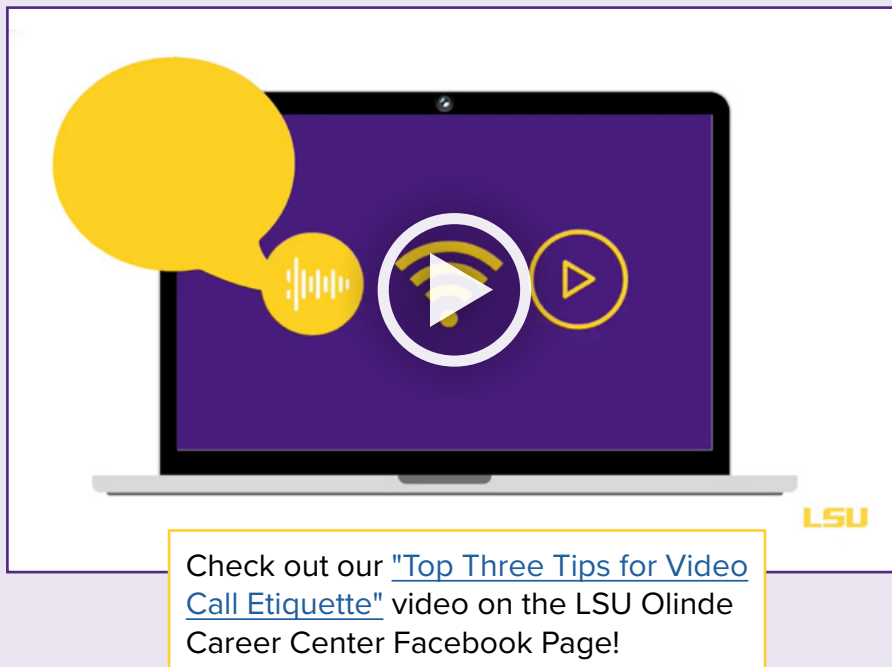 LSU
Check out our "Top Three Tips for Video
Call Etiquette" video on the LSU Olinde
Career Center Facebook Page!